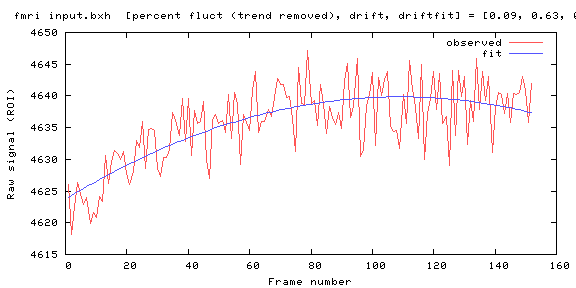 fmri input.bxh [percent fluct (trend removed), drift, driftfit] = [0.09, 0.63, 0
4650
4645
4640
4635
4630
4625
4620
4615
Raw signal (ROI)
observed
fit
0 20 40 60 80 100 120 140 160
Frame number